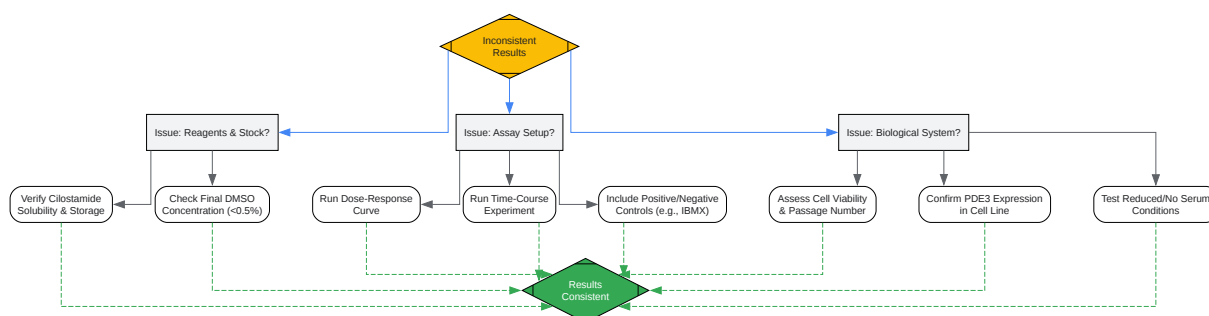 Inconsistent
Results
Issue: Reagents & Stock?
Issue: Assay Setup?
Issue: Biological System?
Verify Cilostamide
Solubility & Storage
Check Final DMSO
Concentration (<0.5%)
Run Dose-Response
Curve
Run Time-Course
Experiment
Include Positive/Negative
Controls (e.g., IBMX)
Assess Cell Viability
& Passage Number
Confirm PDE3 Expression
in Cell Line
Test Reduced/No Serum
Conditions
Results
Consistent